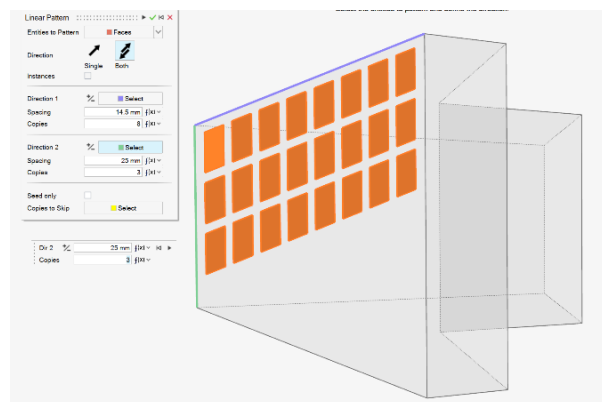 Linear Pattern
Entities to Pattern Faces
Direction
Single Both
Instances
Direction 1 Select
Spacing 14.5 mm f(x)
Copies 8 f(x)
Direction 2 Select
Spacing 25 mm f(x)
Copies 3 f(x)
Seed only
Copies to Skip Select
Dir 2 25 mm f(x)
Copies 3 f(x)